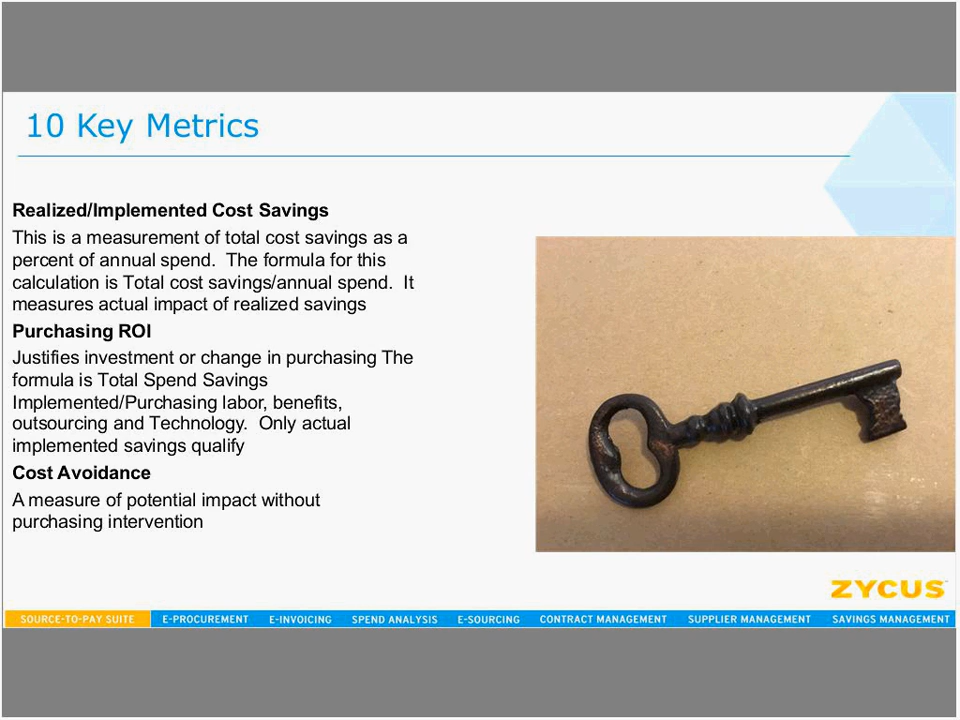 10 Key Metrics
Realized/Implemented Cost Savings
This is a measurement of total cost savings as a
percent of annual spend.  The formula for this
calculation is Total cost savings/annual spend.  It
measures actual impact of realized savings
Purchasing ROI
Justifies investment or change in purchasing The
formula is Total Spend Savings
Implemented/Purchasing labor, benefits,
outsourcing and Technology.  Only actual
implemented savings qualify
Cost Avoidance
A measure of potential impact without
purchasing intervention
ZYCUS
SOURCE-TO-PAY SUITE E-PROCUREMENT E-INVOICING SPEND ANALYSIS E-SOURCING CONTRACT MANAGEMENT SUPPLIER MANAGEMENT SAVINGS MANAGEMENT